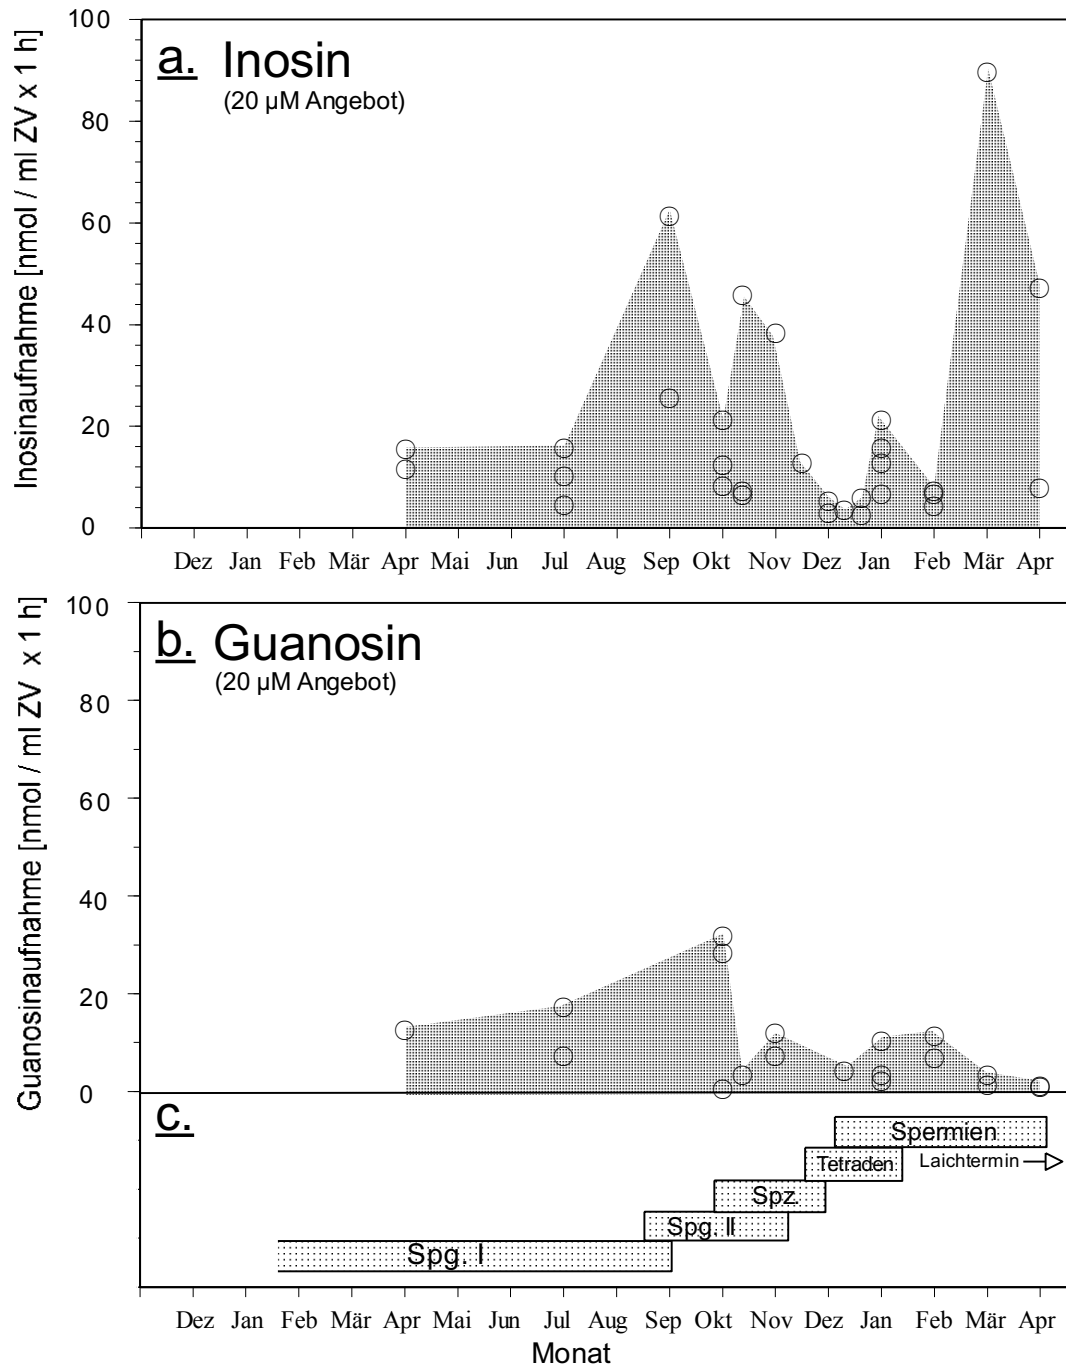 100
80
60
40
20
0
Inosinaufnahme [nmol / ml ZV x 1 h]
a. Inosin
(20 µM Angebot)
Dez Jan Feb Mär Apr Mai Jun Jul Aug Sep Okt Nov Dez Jan Feb Mär Apr
100
80
60
40
20
0
Guanosinaufnahme [nmol / ml ZV x 1 h]
b. Guanosin
(20 µM Angebot)
c.
Spermien
Tetraden
Laichtermin
Spz.
Spg. II
Spg. I
Dez Jan Feb Mär Apr Mai Jun Jul Aug Sep Okt Nov Dez Jan Feb Mär Apr
Monat